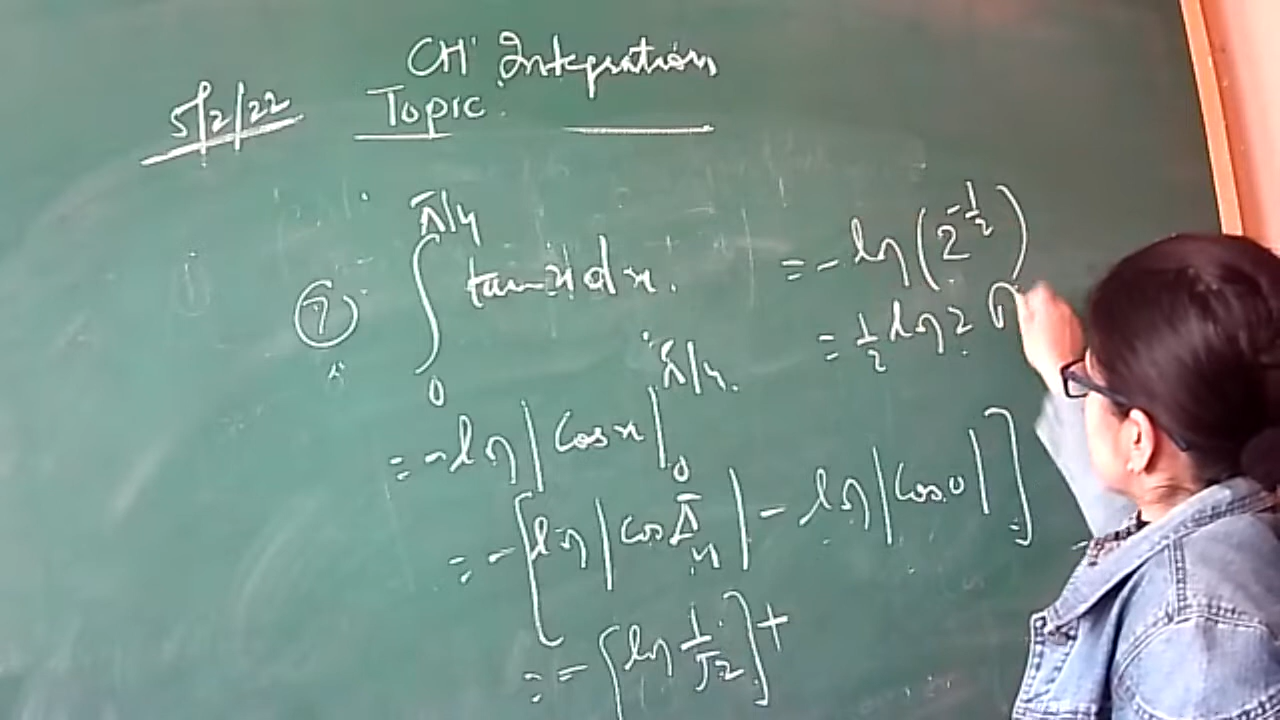 CH' Integration
5/2/22 Topic:
⑦ ∫₀^{π/4} tan x dx.
= -ln |cos x|₀^{π/4}.
= -[ln |cos π/4| - ln |cos 0|]
= -[ln 1/√2] +
= -ln (2^{-1/2})
= 1/2 ln 2